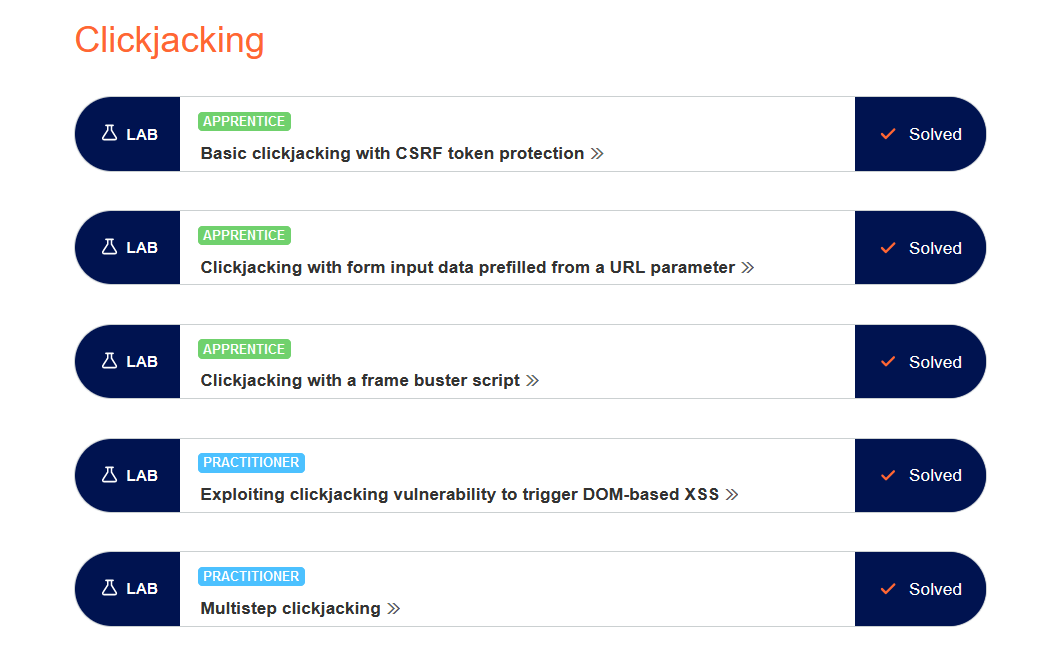 Clickjacking
LAB
APPRENTICE
Basic clickjacking with CSRF token protection
Solved
LAB
APPRENTICE
Clickjacking with form input data prefilled from a URL parameter
Solved
LAB
APPRENTICE
Clickjacking with a frame buster script
Solved
LAB
PRACTITIONER
Exploiting clickjacking vulnerability to trigger DOM-based XSS
Solved
LAB
PRACTITIONER
Multistep clickjacking
Solved